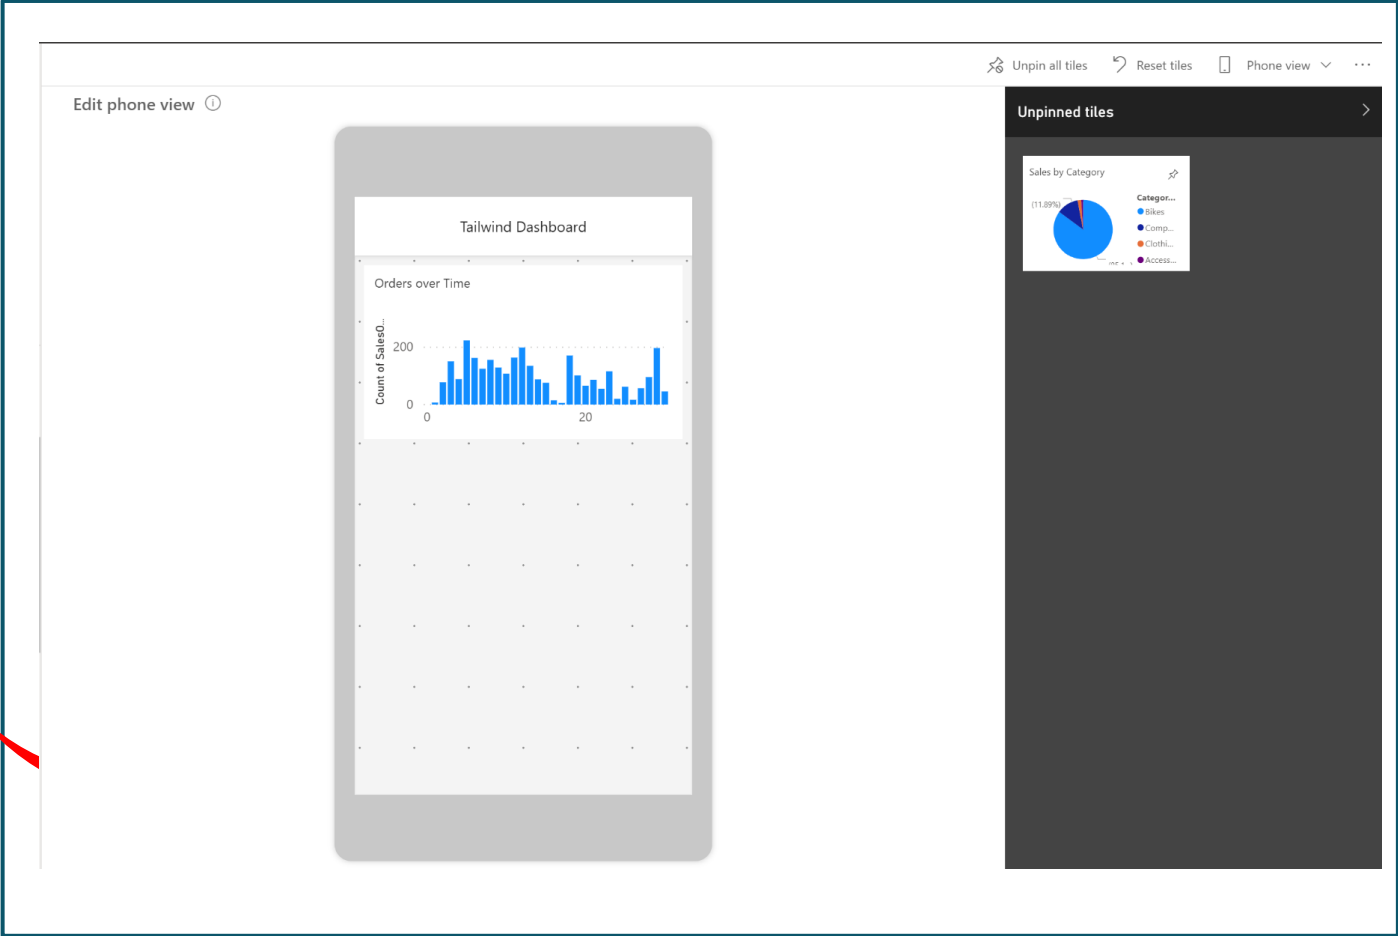 Unpin all tiles
Reset tiles
Phone view
Edit phone view
Unpinned tiles
Tailwind Dashboard
Orders over Time
Count of SalesO...
200
0
0
20
Sales by Category
(11.89%)
Categor...
Bikes
Comp...
Clothi...
Access...